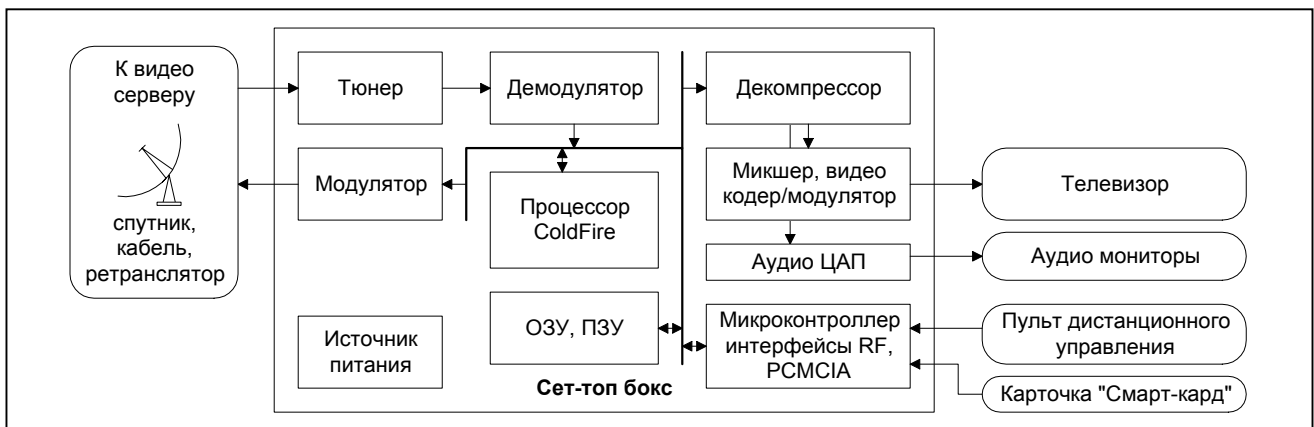 К видео
серверу
спутник,
кабель,
ретранслятор
Тюнер
Демодулятор
Декомпрессор
Модулятор
Процессор
ColdFire
Микшер, видео
кодер/модулятор
Телевизор
Аудио ЦАП
Аудио мониторы
Источник
питания
ОЗУ, ПЗУ
Микроконтроллер
интерфейсы RF,
PCMCIA
Пульт дистанционного
управления
Карточка "Смарт-кард"
Сет-топ бокс